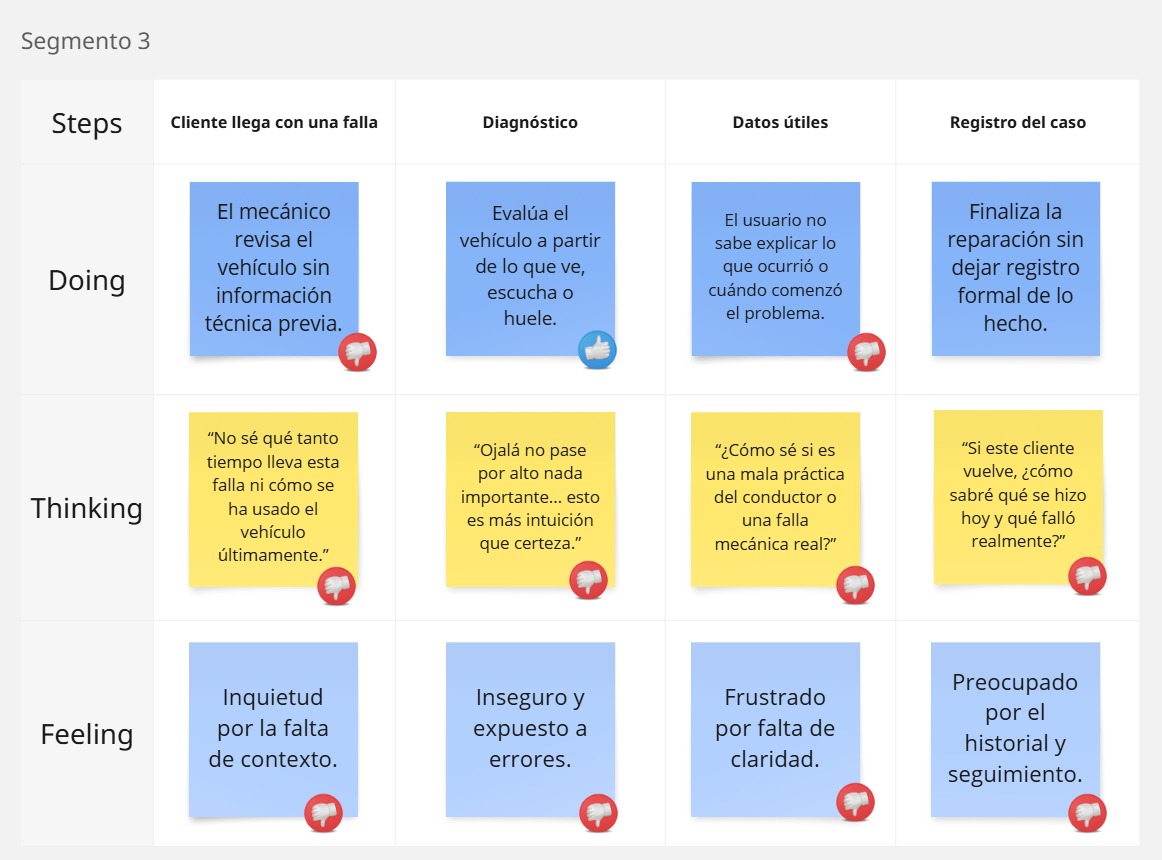 Segmento 3
Steps
Cliente llega con una falla
Diagnóstico
Datos útiles
Registro del caso
Doing
El mecánico
revisa el
vehículo sin
información
técnica previa.
Evalúa el
vehículo a partir
de lo que ve,
escucha o
huele.
El usuario no
sabe explicar lo
que ocurrió o
cuándo comenzó
el problema.
Finaliza la
reparación sin
dejar registro
formal de lo
hecho.
Thinking
“No sé qué tanto
tiempo lleva esta
falla ni cómo se
ha usado el
vehículo
últimamente.”
“Ojalá no pase
por alto nada
importante... esto
es más intuición
que certeza.”
“¿Cómo sé si es
una mala práctica
del conductor o
una falla
mecánica real?”
“Si este cliente
vuelve, ¿cómo
sabré qué se hizo
hoy y qué falló
realmente?”
Feeling
Inquietud
por la falta
de contexto.
Inseguro y
expuesto a
errores.
Frustrado
por falta de
claridad.
Preocupado
por el
historial y
seguimiento.